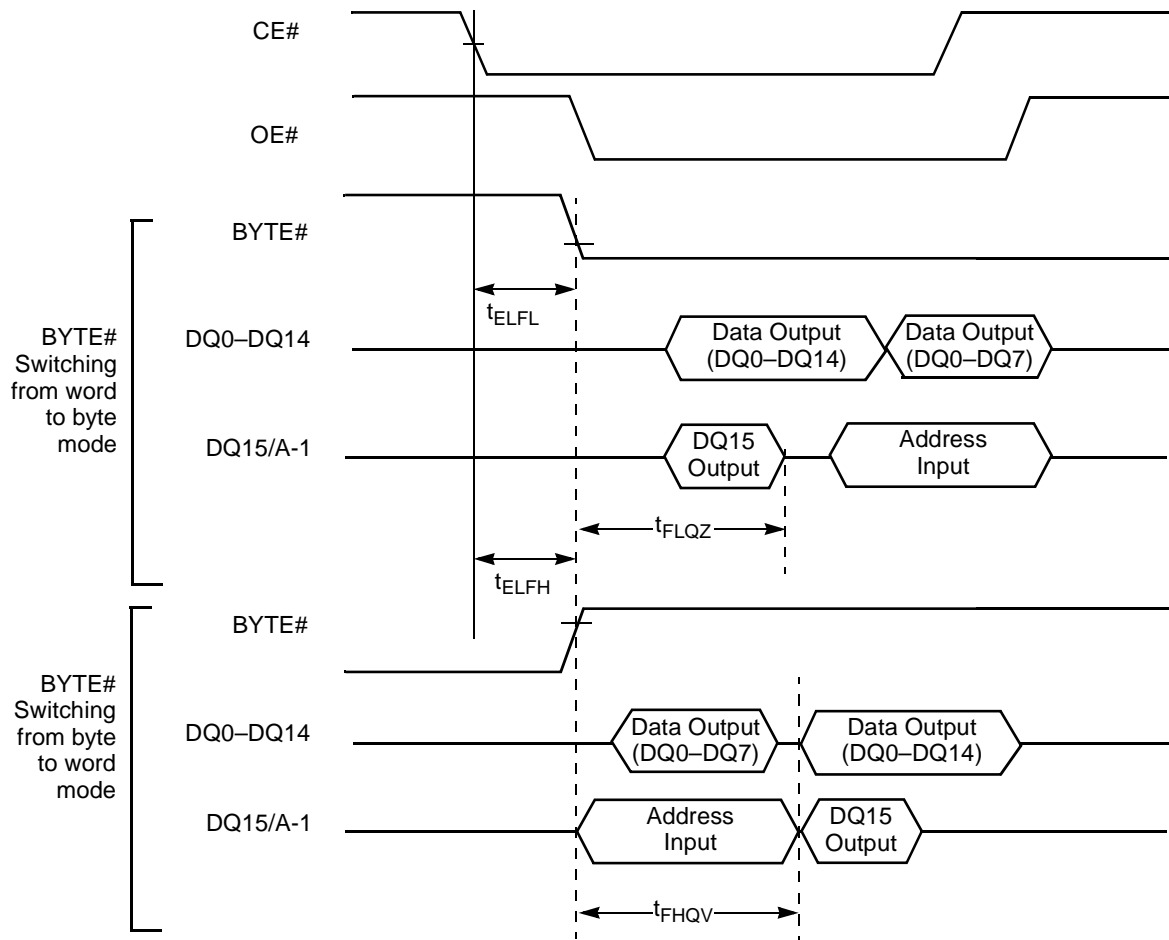 CE#
OE#
BYTE#
tELFL
BYTE#
Switching
from word
to byte
mode
DQ0–DQ14
Data Output
(DQ0–DQ14)
Data Output
(DQ0–DQ7)
DQ15/A-1
DQ15
Output
Address
Input
tFLQZ
tELFH
BYTE#
BYTE#
Switching
from byte
to word
mode
DQ0–DQ14
Data Output
(DQ0–DQ7)
Data Output
(DQ0–DQ14)
DQ15/A-1
Address
Input
DQ15
Output
tFHQV